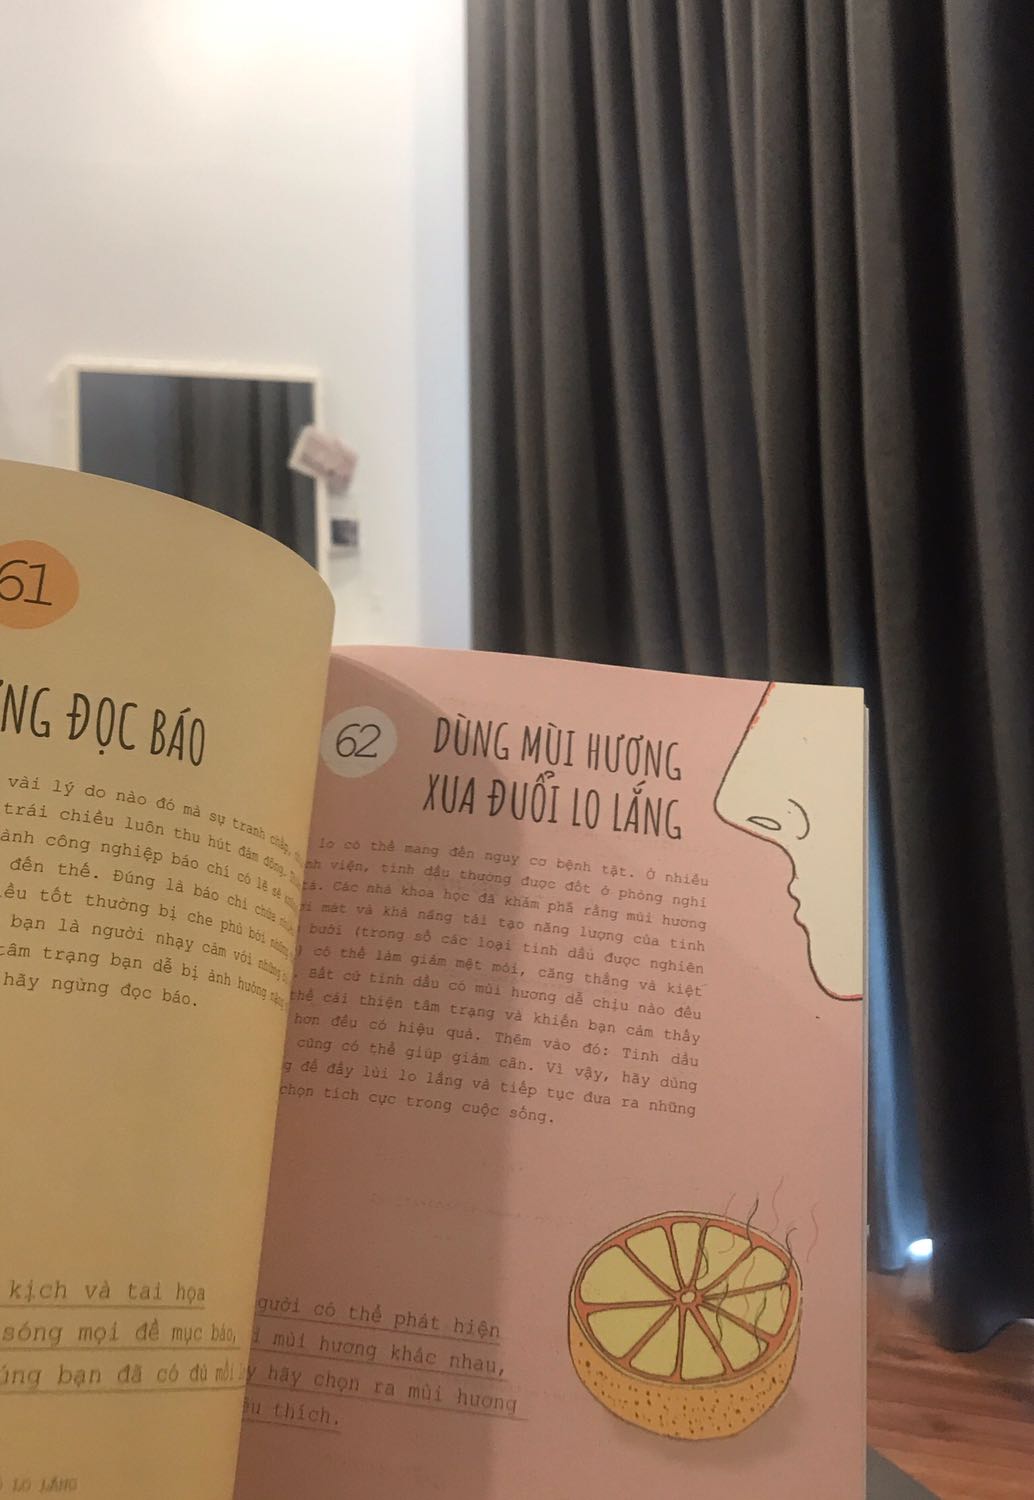 61
ĐỌC BÁO
vài lý do nào đó mà sự tranh chấp,
trái chiều luôn thu hút đám đông.
công nghiệp báo chí có lẽ sẽ
đến thế. Đúng là báo chí chứa
tốt thường bị che phủ bởi những
bạn là người nhạy cảm với những
tâm trạng bạn dễ bị ảnh hưởng nặng
hãy ngừng đọc báo.
kịch và tai họa
sóng mọi đề mục báo,
bạn đã có đủ mỗi
LO LẮNG
62
DÙNG MÙI HƯƠNG
XUA ĐUỔI LO LẮNG
lo có thể mang đến nguy cơ bệnh tật. Ở nhiều
viện, tinh dầu thường được đốt ở phòng nghỉ
Các nhà khoa học đã khám phá rằng mùi hương
mát và khả năng tái tạo năng lượng của tinh
bưởi (trong số các loại tinh dầu được nghiên
có thể làm giảm mệt mỏi, căng thẳng và kiệt
Bất cứ tinh dầu có mùi hương dễ chịu nào đều
thể cải thiện tâm trạng và khiến bạn cảm thấy
hơn đều có hiệu quả. Thêm vào đó: Tinh dầu
cũng có thể giúp giảm cân. Vì vậy, hãy dùng
để đẩy lùi lo lắng và tiếp tục đưa ra những
chọn tích cực trong cuộc sống.
người có thể phát hiện
mùi hương khác nhau,
hãy chọn ra mùi hương
thích.